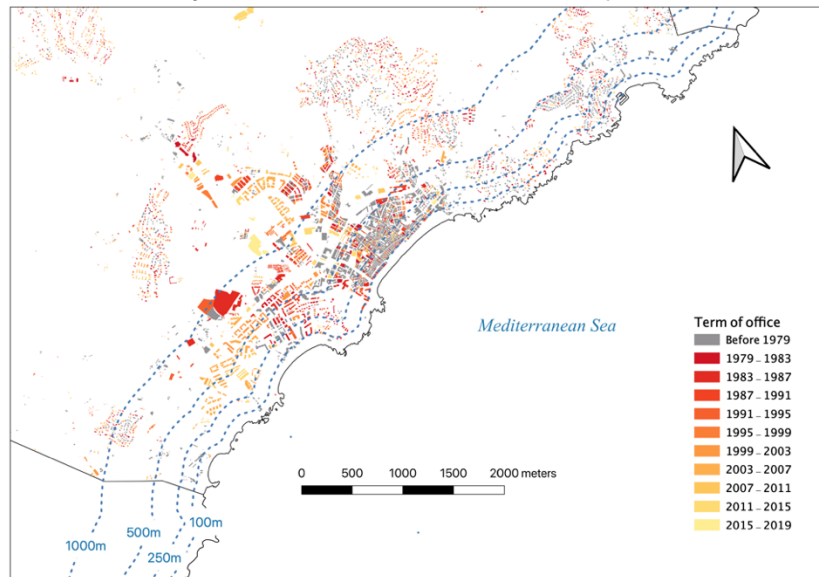 Mediterranean Sea
Term of office
Before 1979
1979 – 1983
1983 – 1987
1987 – 1991
1991 – 1995
1995 – 1999
1999 – 2003
2003 – 2007
2007 – 2011
2011 – 2015
2015 – 2019
0 500 1000 1500 2000 meters
100m
500m
1000m
250m